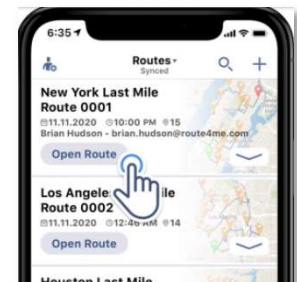 6:35
Routes
Synced
New York Last Mile
Route 0001
11.11.2020 10:00 PM 15
Brian Hudson - brian.hudson@route4me.com
Open Route
Los Angele ile
Route 0002
11.11.2020 12:46 AM 14
Open Route
Houston Last Mile